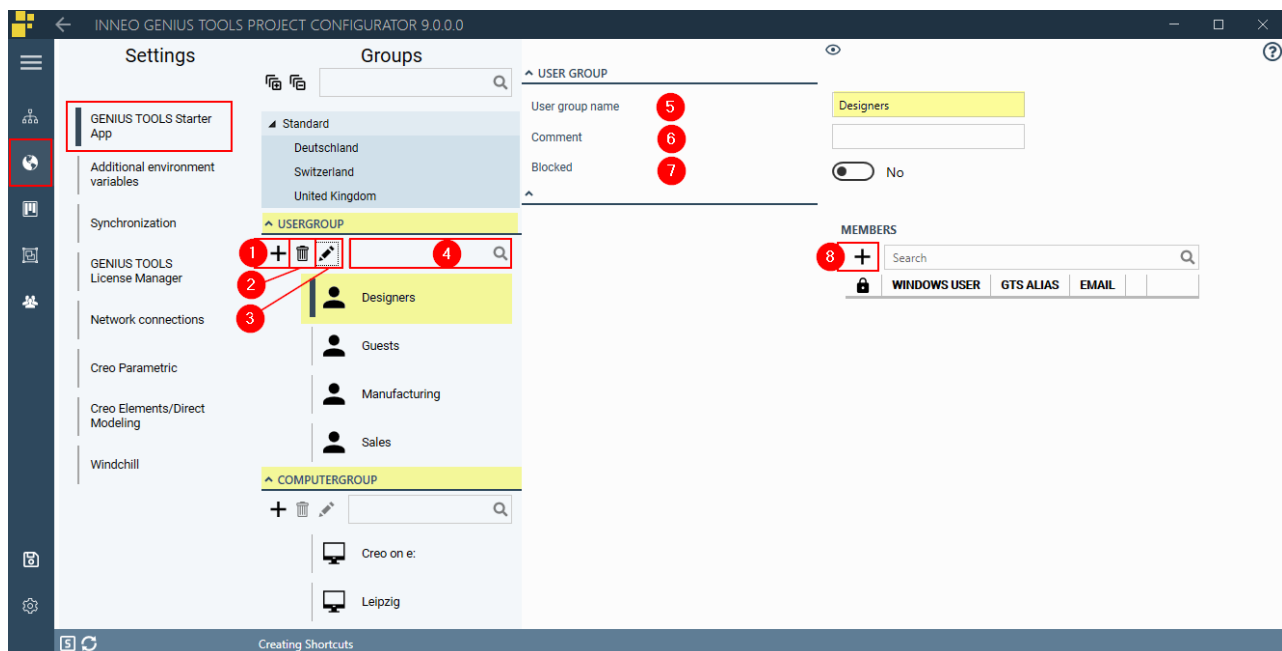 INNEO GENIUS TOOLS PROJECT CONFIGURATOR 9.0.0.0
Settings
GENIUS TOOLS Starter
App
Additional environment
variables
Synchronization
GENIUS TOOLS
License Manager
Network connections
Creo Parametric
Creo Elements/Direct
Modeling
Windchill
Groups
Standard
Deutschland
Switzerland
United Kingdom
USERGROUP
1
2
3
4
Designers
Guests
Manufacturing
Sales
COMPUTERGROUP
Creo on e:
Leipzig
USER GROUP
User group name 5 Designers
Comment 6
Blocked 7 No
MEMBERS
8 Search
WINDOWS USER GTS ALIAS EMAIL
S Creating Shortcuts